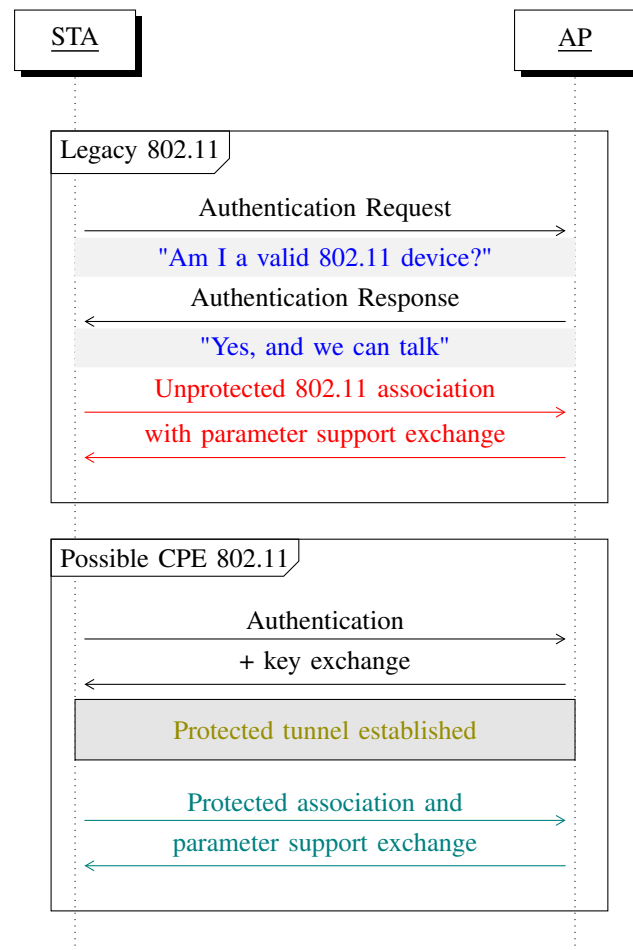 STA
AP
Legacy 802.11
Authentication Request
"Am I a valid 802.11 device?"
Authentication Response
"Yes, and we can talk"
Unprotected 802.11 association
with parameter support exchange
Possible CPE 802.11
Authentication
+ key exchange
Protected tunnel established
Protected association and
parameter support exchange